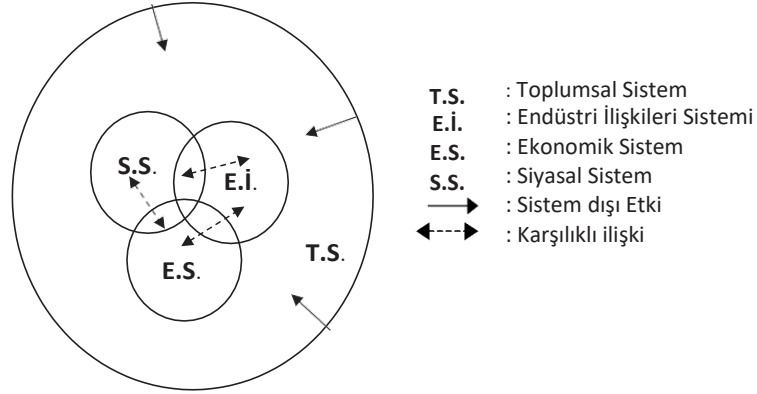 S.S.
E.İ.
E.S.
T.S.
T.S. : Toplumsal Sistem
E.İ. : Endüstri İlişkileri Sistemi
E.S. : Ekonomik Sistem
S.S. : Siyasal Sistem
: Sistem dışı Etki
: Karşılıklı ilişki